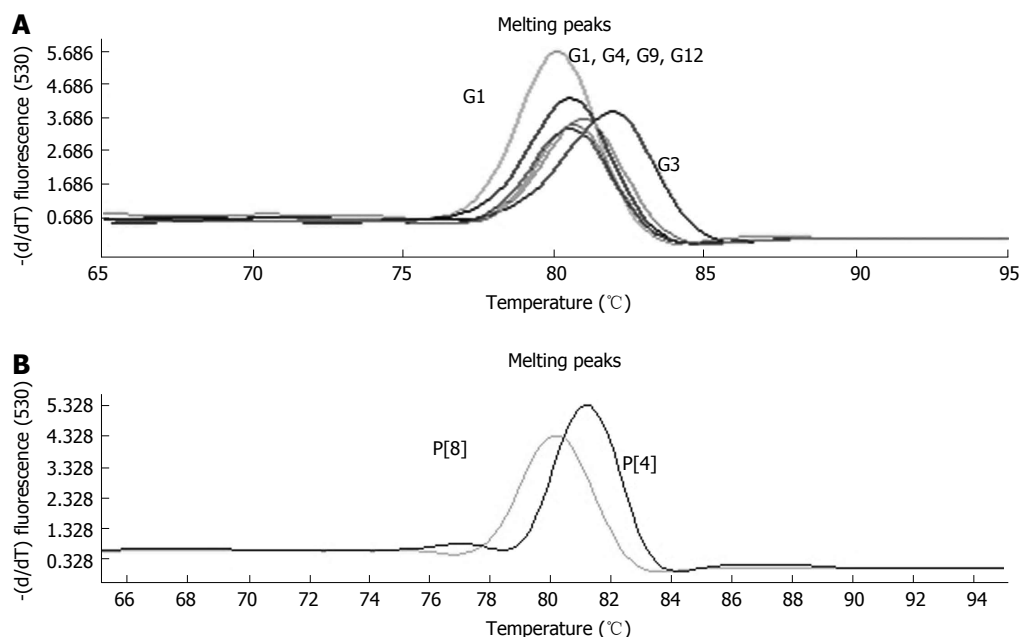 A
Melting peaks
-(d/dT) fluorescence (530)
5.686
4.686
3.686
2.686
1.686
0.686
G1
G1, G4, G9, G12
G3
65 70 75 80 85 90 95
Temperature (℃)
B
Melting peaks
-(d/dT) fluorescence (530)
5.328
4.328
3.328
2.328
1.328
0.328
P[8]
P[4]
66 68 70 72 74 76 77 78 80 82 84 86 88 90 92 94
Temperature (℃)